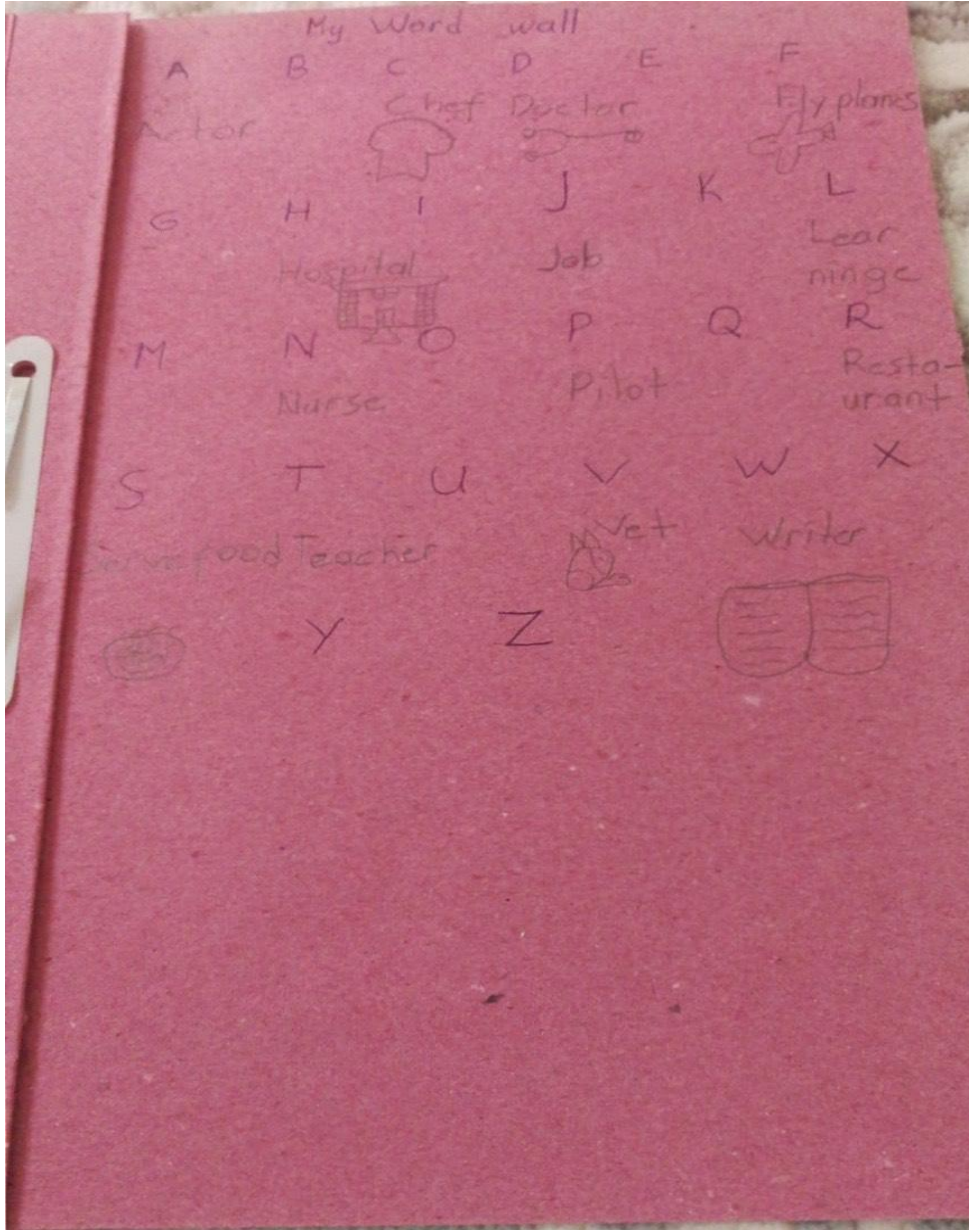 My Word wall
A B C D E F
Actor Chef Doctor Fly planes
G H I J K L
Hospital Job Lear
ninge
M N O P Q R
Nurse Pilot Resta-
urant
S T U V W X
Serve food Teacher Vet Writer
Y Z